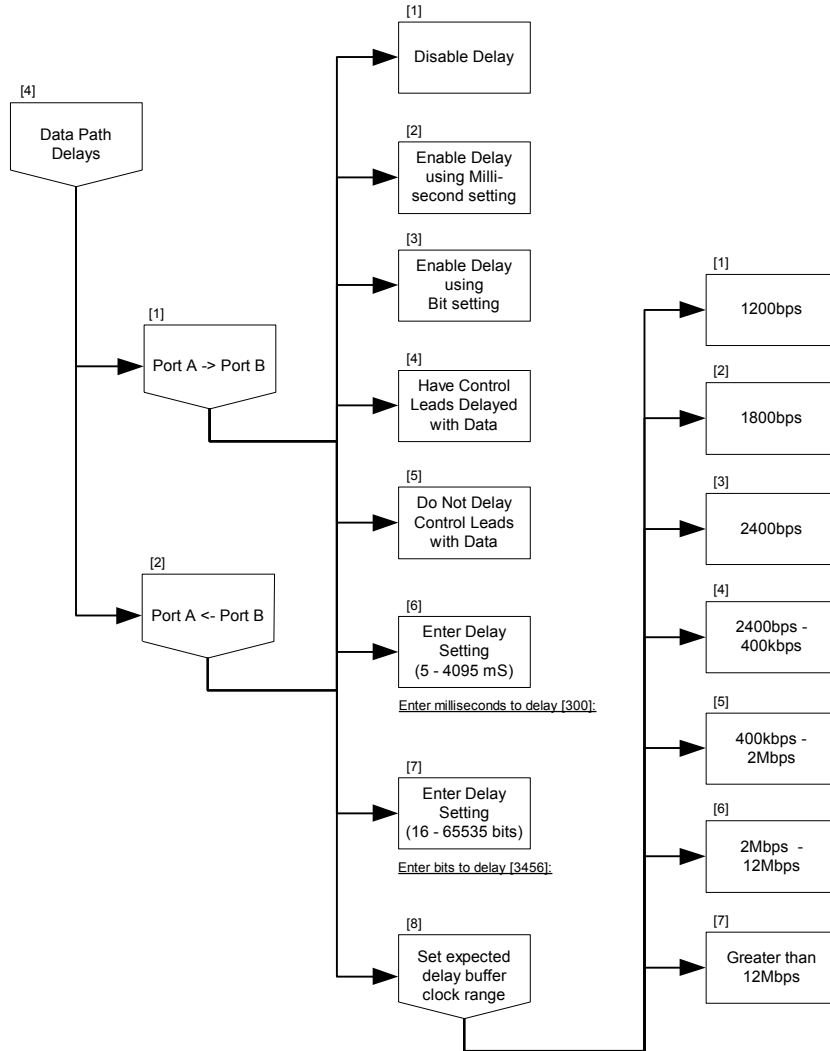 [4]
Data Path
Delays
[1]
Port A -> Port B
[2]
Port A <- Port B
[1]
Disable Delay
[2]
Enable Delay
using Milli-
second setting
[3]
Enable Delay
using
Bit setting
[4]
Have Control
Leads Delayed
with Data
[5]
Do Not Delay
Control Leads
with Data
[6]
Enter Delay
Setting
(5 - 4095 mS)
Enter milliseconds to delay [300]:
[7]
Enter Delay
Setting
(16 - 65535 bits)
Enter bits to delay [3456]:
[8]
Set expected
delay buffer
clock range
[1]
1200bps
[2]
1800bps
[3]
2400bps
[4]
2400bps -
400kbps
[5]
400kbps -
2Mbps
[6]
2Mbps -
12Mbps
[7]
Greater than
12Mbps